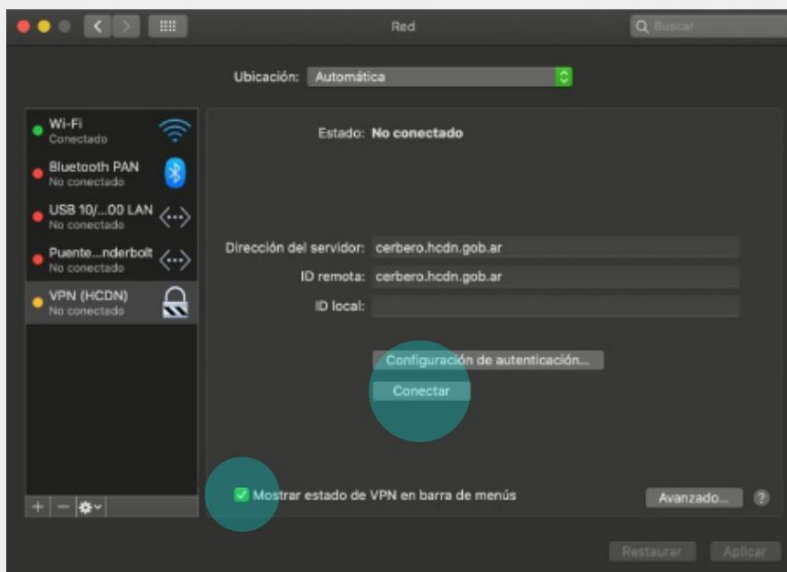 Red
Buscar
Ubicación: Automática
Wi-Fi
Conectado
Bluetooth PAN
No conectado
USB 10/...00 LAN
No conectado
Puente...nderbolt
No conectado
VPN (HCDN)
No conectado
Estado: No conectado
Dirección del servidor: cerbero.hcdn.gob.ar
ID remota: cerbero.hcdn.gob.ar
ID local:
Configuración de autenticación...
Conectar
Mostrar estado de VPN en barra de menús
Avanzado... ?
Restaurar Aplicar